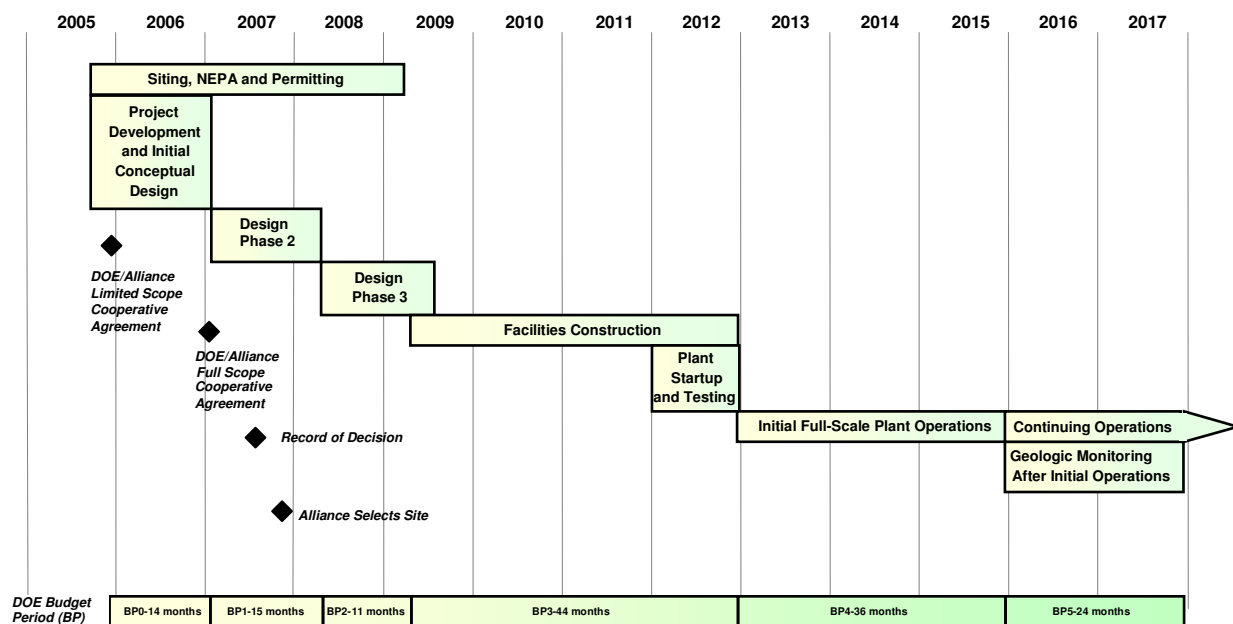 2005 2006 2007 2008 2009 2010 2011 2012 2013 2014 2015 2016 2017
Siting, NEPA and Permitting
Project
Development
and Initial
Conceptual
Design
Design
Phase 2
DOE/Alliance
Limited Scope
Cooperative
Agreement
Design
Phase 3
Facilities Construction
DOE/Alliance
Full Scope
Cooperative
Agreement
Plant
Startup
and Testing
Initial Full-Scale Plant Operations
Continuing Operations
Record of Decision
Geologic Monitoring
After Initial Operations
Alliance Selects Site
DOE Budget
Period (BP)
BP0-14 months BP1-15 months BP2-11 months BP3-44 months BP4-36 months BP5-24 months